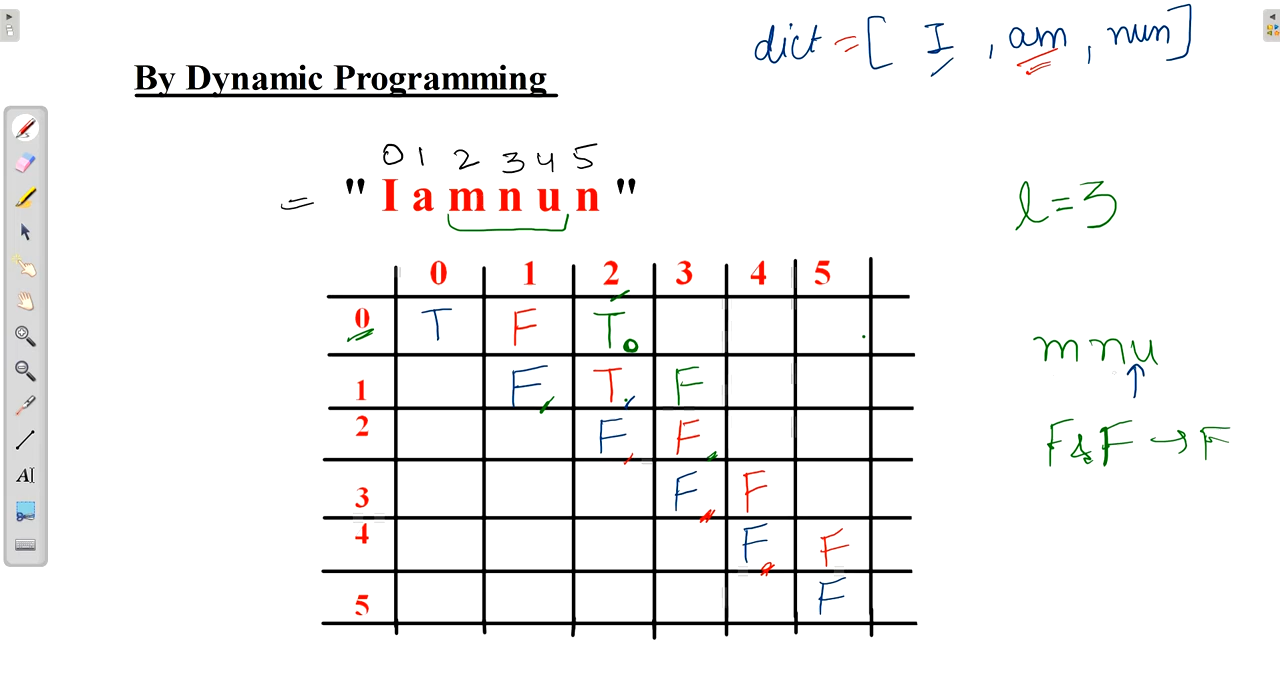 dict = [ I , am , nun ]
By Dynamic Programming
0 1 2 3 4 5
= " I a m n u n "
l = 3
0 1 2 3 4 5
0 T F T
1 F T F
2 F F
3 F F
4 F F
5 F
m n u
F & F → F
AI